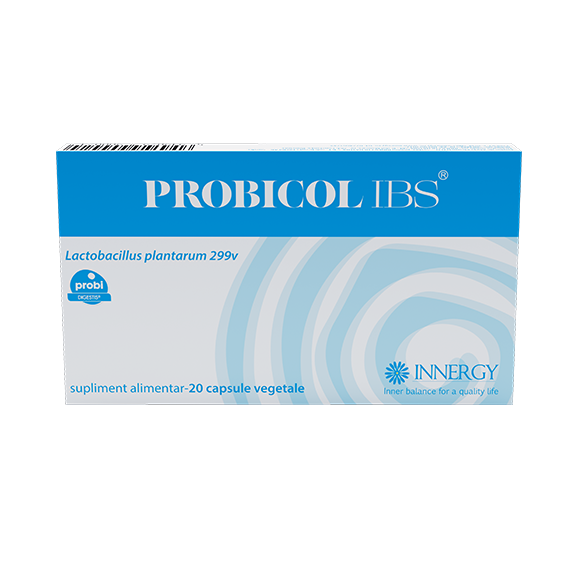 PROBICOL IBS®
Lactobacillus plantarum 299v
probi
DIGESTIS®
INNERGY
supliment alimentar-20 capsule vegetale
Inner balance for a quality life